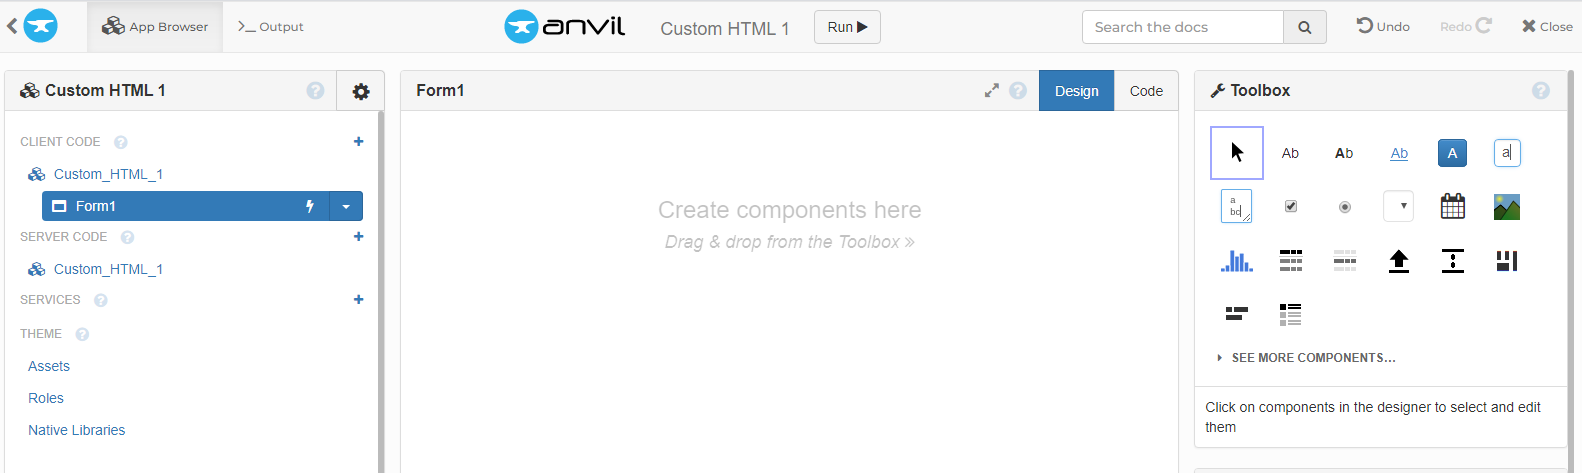 App Browser
>_ Output
anvil
Custom HTML 1
Run
Search the docs
Undo
Redo
Close
Custom HTML 1
?
CLIENT CODE ?
+
Custom_HTML_1
Form1
SERVER CODE ?
+
Custom_HTML_1
SERVICES ?
+
THEME ?
Assets
Roles
Native Libraries
Form1
?
Design
Code
Create components here
Drag & drop from the Toolbox »
Toolbox
?
Ab
Ab
Ab
A
a
a
bc
SEE MORE COMPONENTS...
Click on components in the designer to select and edit
them